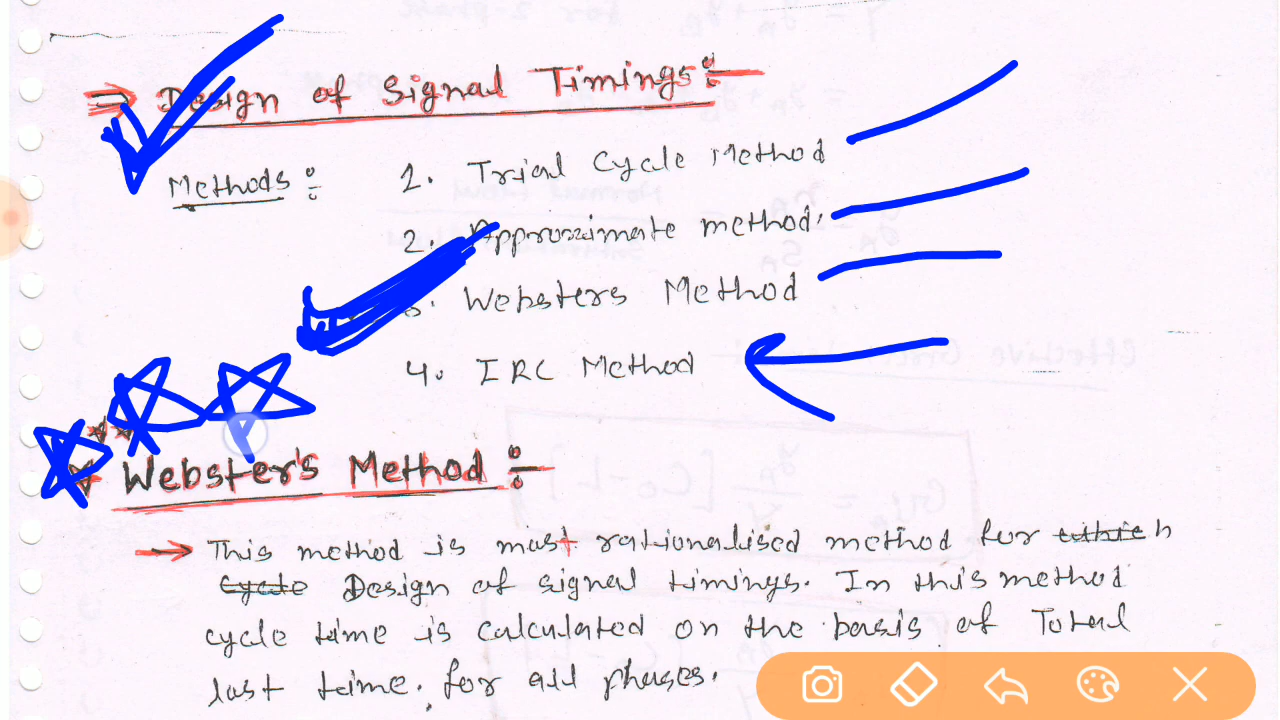 ⇒ Design of Signal Timings :-
Methods :- 1. Trial Cycle Method
2. Approximate method.
3. Websters Method
4. IRC Method
Webster's Method :-
→ This method is most rationalised method for which
Cycle Design of signal timings. In this method
cycle time is calculated on the basis of Total
lost time. for all phases.